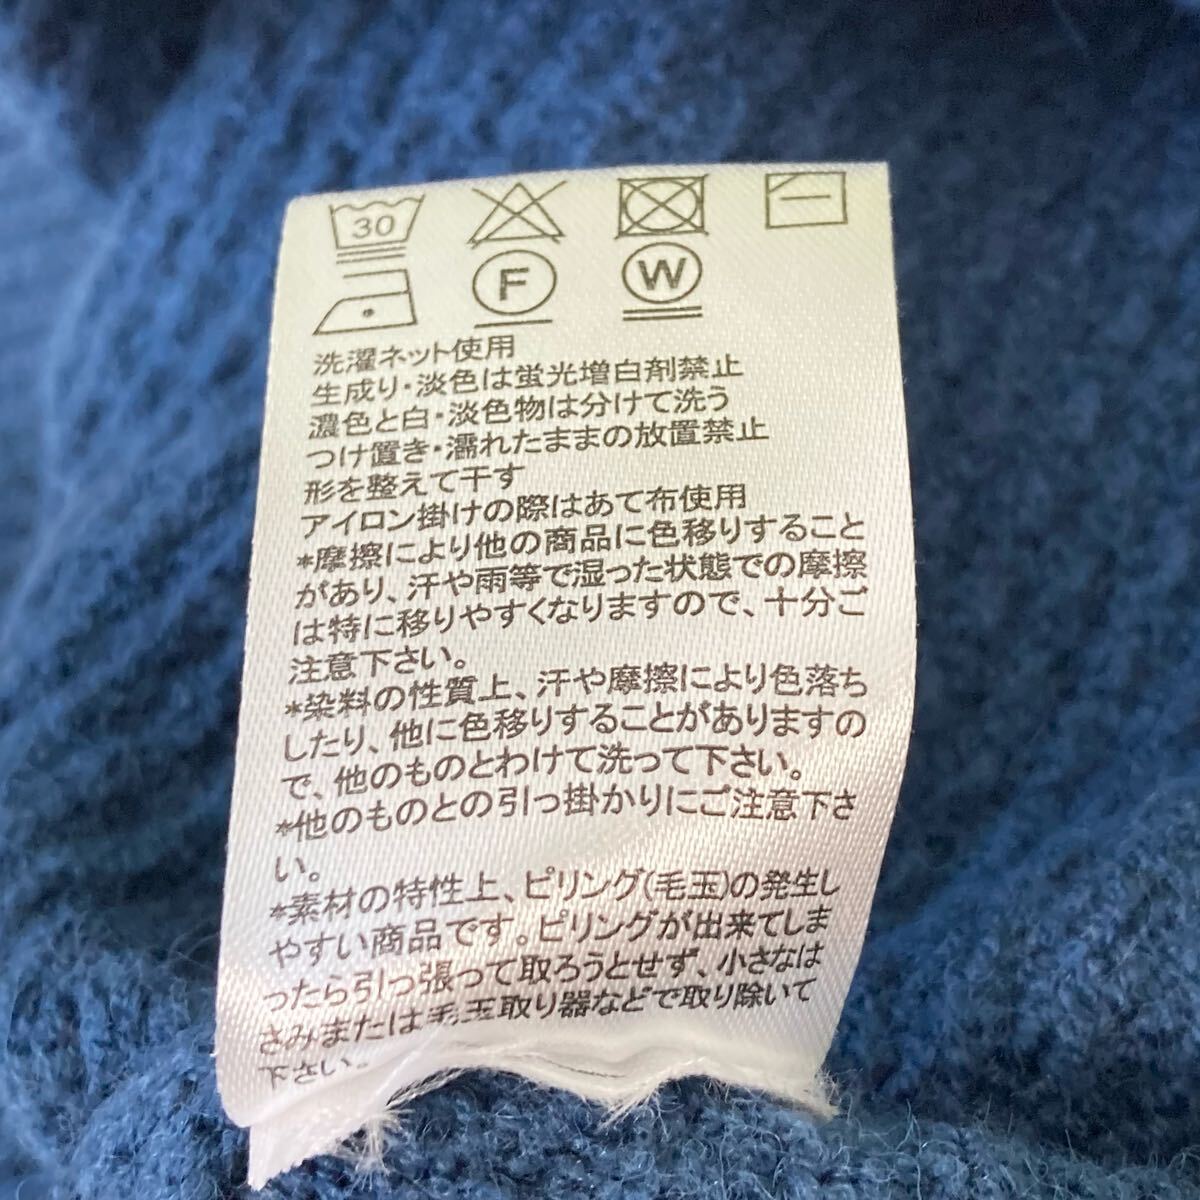 30
F W
洗濯ネット使用
生成り・淡色は蛍光増白剤禁止
濃色と白・淡色物は分けて洗う
つけ置き・濡れたままの放置禁止
形を整えて干す
アイロン掛けの際はあて布使用
*摩擦により他の商品に色移りすること
があり、汗や雨等で湿った状態での摩擦
は特に移りやすくなりますので、十分ご
注意下さい。
*染料の性質上、汗や摩擦により色落ち
したり、他に色移りすることがありますの
で、他のものとわけて洗って下さい。
*他のものとの引っ掛かりにご注意下さ
い。
*素材の特性上、ピリング(毛玉)の発生し
やすい商品です。ピリングが出来てしま
ったら引っ張って取ろうとせず、小さなは
さみまたは毛玉取り器などで取り除いて
下さい。